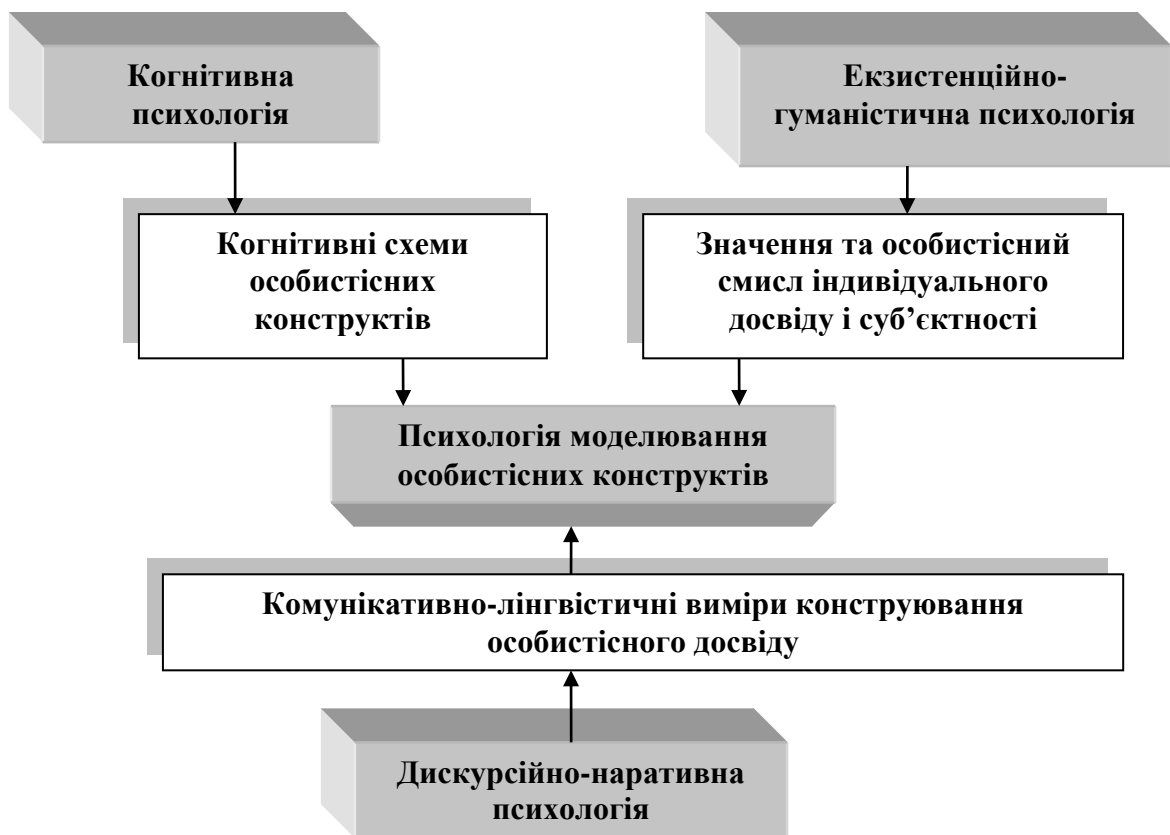 Когнітивна
психологія
Екзистенційно-
гуманістична психологія
Когнітивні схеми
особистісних
конструктів
Значення та особистісний
смисл індивідуального
досвіду і суб’єктності
Психологія моделювання
особистісних конструктів
Комунікативно-лінгвістичні виміри конструювання
особистісного досвіду
Дискурсійно-наративна
психологія